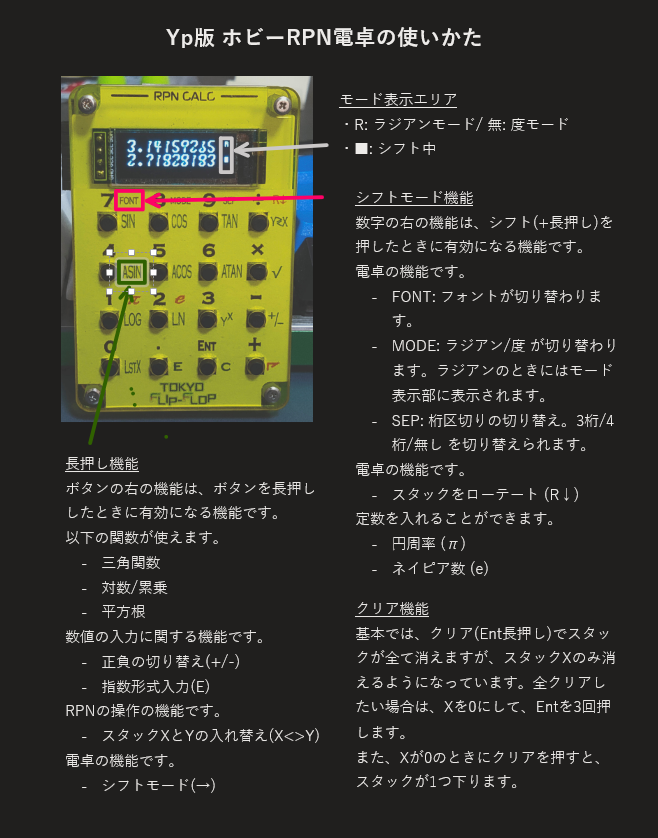 Yp版 ホビーRPN電卓の使いかた
RPN CALC
3.14159265
2.71828183
7 FONT 8 MODE 9 SEP ÷ R↓
SIN COS TAN Y≷X
4 5 6 ×
ASIN ACOS ATAN √
1 π 2 e 3 −
LOG LN Yˣ +/−
0 . ENT +
LstX E C
TOKYO
FLIP-FLOP
モード表示エリア
・R: ラジアンモード/ 無: 度モード
・■: シフト中
シフトモード機能
数字の右の機能は、シフト(+長押し)を
押したときに有効になる機能です。
電卓の機能です。
- FONT: フォントが切り替わりま
す。
- MODE: ラジアン/度 が切り替わり
ます。ラジアンのときにはモード
表示部に表示されます。
- SEP: 桁区切りの切り替え。3桁/4
桁/無し を切り替えられます。
電卓の機能です。
- スタックをローテート (R↓)
定数を入れることができます。
- 円周率 (π)
- ネイピア数 (e)
クリア機能
基本では、クリア(Ent長押し)でスタッ
クが全て消えますが、スタックXのみ消
えるようになっています。全クリアし
たい場合は、Xを0にして、Entを3回押
します。
また、Xが0のときにクリアを押すと、
スタックが1つ下ります。
長押し機能
ボタンの右の機能は、ボタンを長押し
したときに有効になる機能です。
以下の関数が使えます。
- 三角関数
- 対数/累乗
- 平方根
数値の入力に関する機能です。
- 正負の切り替え(+/-)
- 指数形式入力(E)
RPNの操作の機能です。
- スタックXとYの入れ替え(X<>Y)
電卓の機能です。
- シフトモード(→)